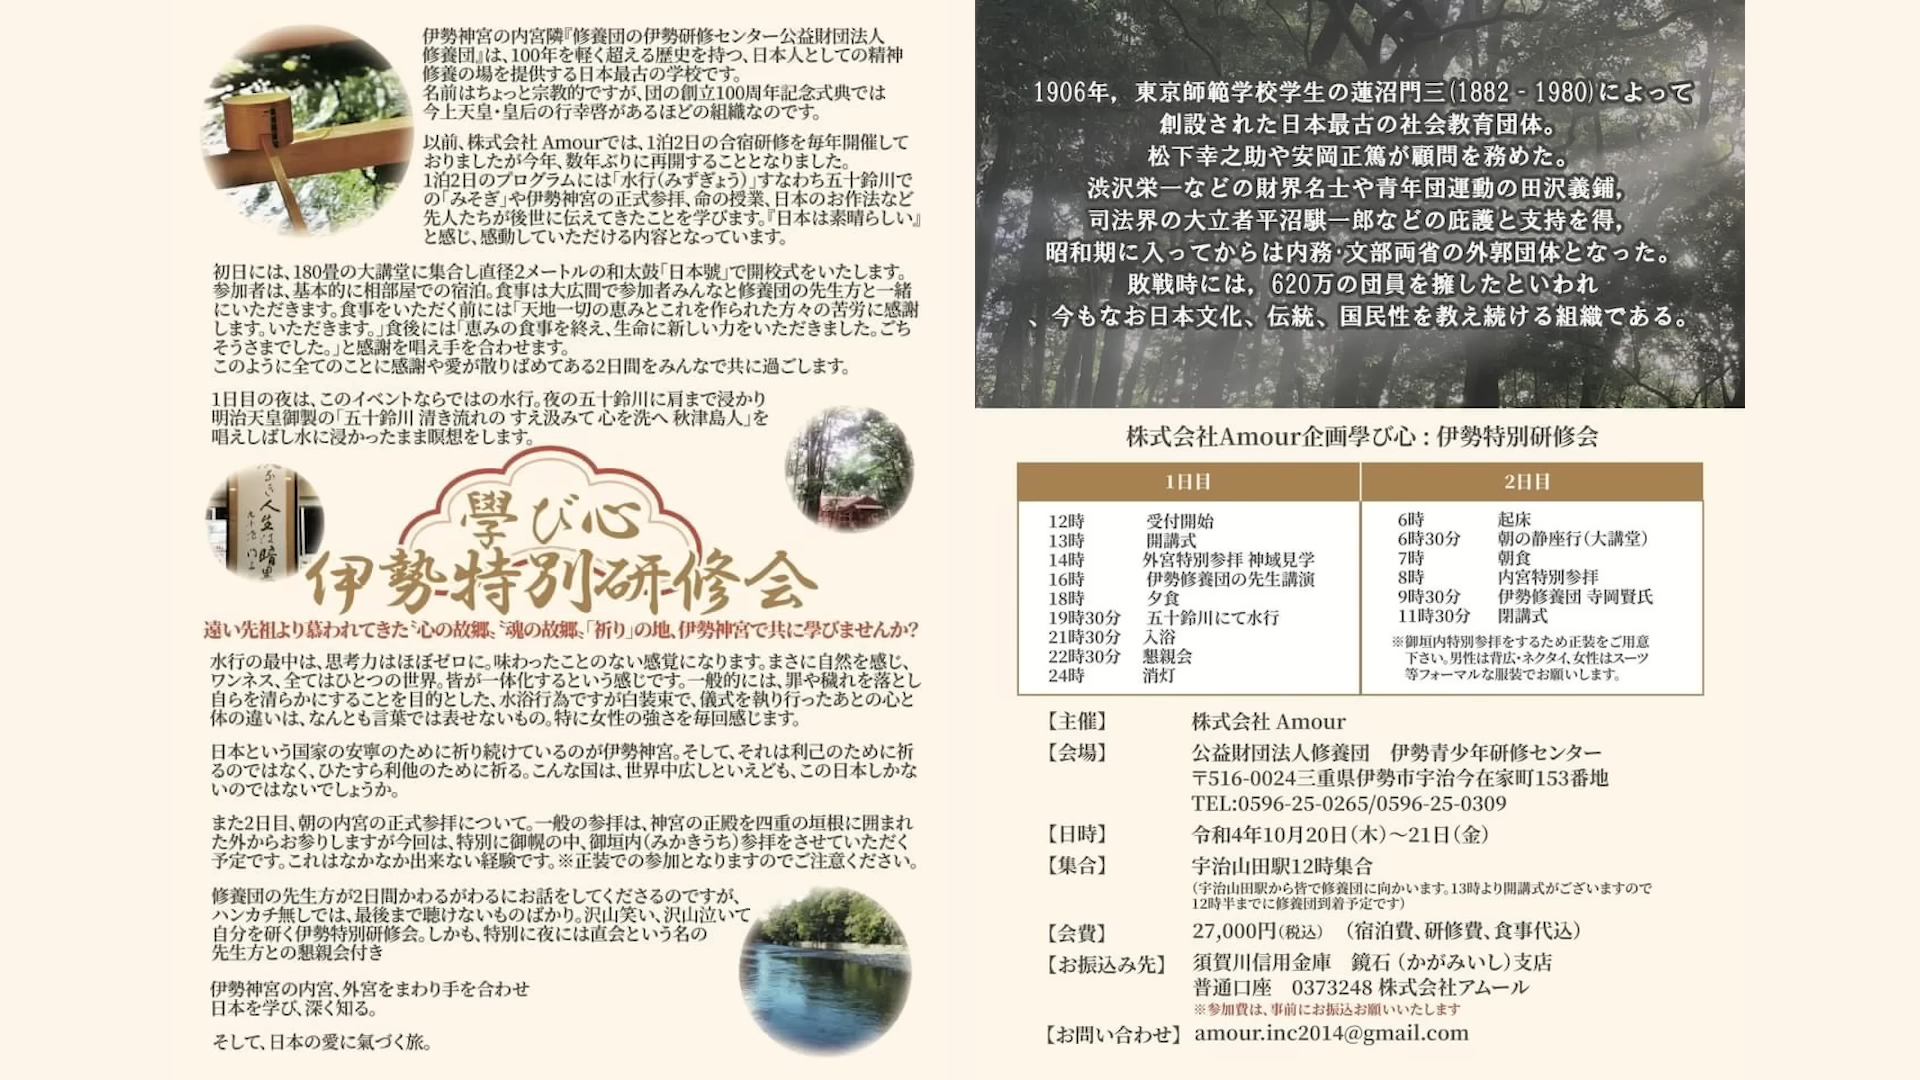 伊勢神宮の内宮隣『修養団の伊勢研修センター公益財団法人
修養団』は、100年を軽く超える歴史を持つ、日本人としての精神
修養の場を提供する日本最古の学校です。
名前はちょっと宗教的ですが、団の創立100周年記念式典では
今上天皇・皇后の行幸啓があるほどの組織なのです。
以前、株式会社 Amourでは、1泊2日の合宿研修を毎年開催して
おりましたが今年、数年ぶりに再開することとなりました。
1泊2日のプログラムには「水行(みずぎょう)」すなわち五十鈴川で
の「みそぎ」や伊勢神宮の正式参拝、命の授業、日本のお作法など
先人たちが後世に伝えてきたことを学びます。『日本は素晴らしい』
と感じ、感動していただける内容となっています。
初日には、180畳の大講堂に集合し直径2メートルの和太鼓「日本號」で開校式をいたします。
参加者は、基本的に相部屋での宿泊。食事は大広間で参加者みんなと修養団の先生方と一緒
にいただきます。食事をいただく前には「天地一切の恵みとこれを作られた方々の苦労に感謝
します。いただきます。」食後には「恵みの食事を終え、生命に新しい力をいただきました。ごち
そうさまでした。」と感謝を唱え手を合わせます。
このように全てのことに感謝や愛が散りばめてある2日間をみんなで共に過ごします。
1日目の夜は、このイベントならではの水行。夜の五十鈴川に肩まで浸かり
明治天皇御製の「五十鈴川 清き流れの すえ汲みて 心を洗へ 秋津島人」を
唱えしばし水に浸かったまま瞑想をします。
學び心
伊勢特別研修会
遠い先祖より慕われてきた〝心の故郷〟〝魂の故郷〟「祈り」の地、伊勢神宮で共に學びませんか?
水行の最中は、思考力はほぼゼロに。味わったことのない感覚になります。まさに自然を感じ、
ワンネス、全てはひとつの世界。皆が一体化するという感じです。一般的には、罪や穢れを落とし
自らを清らかにすることを目的とした、水浴行為ですが白装束で、儀式を執り行ったあとの心と
体の違いは、なんとも言葉では表せないもの。特に女性の強さを毎回感じます。
日本という国家の安寧のために祈り続けているのが伊勢神宮。そして、それは利己のために祈
るのではなく、ひたすら利他のために祈る。こんな国は、世界中広しといえども、この日本しかな
いのではないでしょうか。
また2日目、朝の内宮の正式参拝について。一般の参拝は、神宮の正殿を四重の垣根に囲まれ
た外からお参りしますが今回は、特別に御幌の中、御垣内(みかきうち)参拝をさせていただく
予定です。これはなかなか出来ない経験です。※正装での参加となりますのでご注意ください。
修養団の先生方が2日間かわるがわるにお話をしてくださるのですが、
ハンカチ無しでは、最後まで聴けないものばかり。沢山笑い、沢山泣いて
自分を研く伊勢特別研修会。しかも、特別に夜には直会という名の
先生方との懇親会付き
伊勢神宮の内宮、外宮をまわり手を合わせ
日本を学び、深く知る。
そして、日本の愛に氣づく旅。
1906年，東京師範学校学生の蓮沼門三(1882‐1980)によって
創設された日本最古の社会教育団体。
松下幸之助や安岡正篤が顧問を務めた。
渋沢栄一などの財界名士や青年団運動の田沢義鋪，
司法界の大立者平沼騏一郎などの庇護と支持を得，
昭和期に入ってからは内務･文部両省の外郭団体となった。
敗戦時には，620万の団員を擁したといわれ
、今もなお日本文化、伝統、国民性を教え続ける組織である。
株式会社Amour企画學び心：伊勢特別研修会
1日目
12時 受付開始
13時 開講式
14時 外宮特別参拝 神域見学
16時 伊勢修養団の先生講演
18時 夕食
19時30分 五十鈴川にて水行
21時30分 入浴
22時30分 懇親会
24時 消灯
2日目
6時 起床
6時30分 朝の静座行(大講堂)
7時 朝食
8時 内宮特別参拝
9時30分 伊勢修養団 寺岡賢氏
11時30分 閉講式
※御垣内特別参拝をするため正装をご用意
下さい。男性は背広・ネクタイ、女性はスーツ
等フォーマルな服装でお願いします。
【主催】 株式会社 Amour
【会場】 公益財団法人修養団　伊勢青少年研修センター
〒516-0024三重県伊勢市宇治今在家町153番地
TEL:0596-25-0265/0596-25-0309
【日時】 令和4年10月20日(木)〜21日(金)
【集合】 宇治山田駅12時集合
(宇治山田駅から皆で修養団に向かいます。13時より開講式がございますので
12時半までに修養団到着予定です)
【会費】 27,000円(税込) (宿泊費、研修費、食事代込)
【お振込み先】 須賀川信用金庫　鏡石(かがみいし)支店
普通口座　0373248 株式会社アムール
※参加費は、事前にお振込お願いいたします
【お問い合わせ】 amour.inc2014@gmail.com